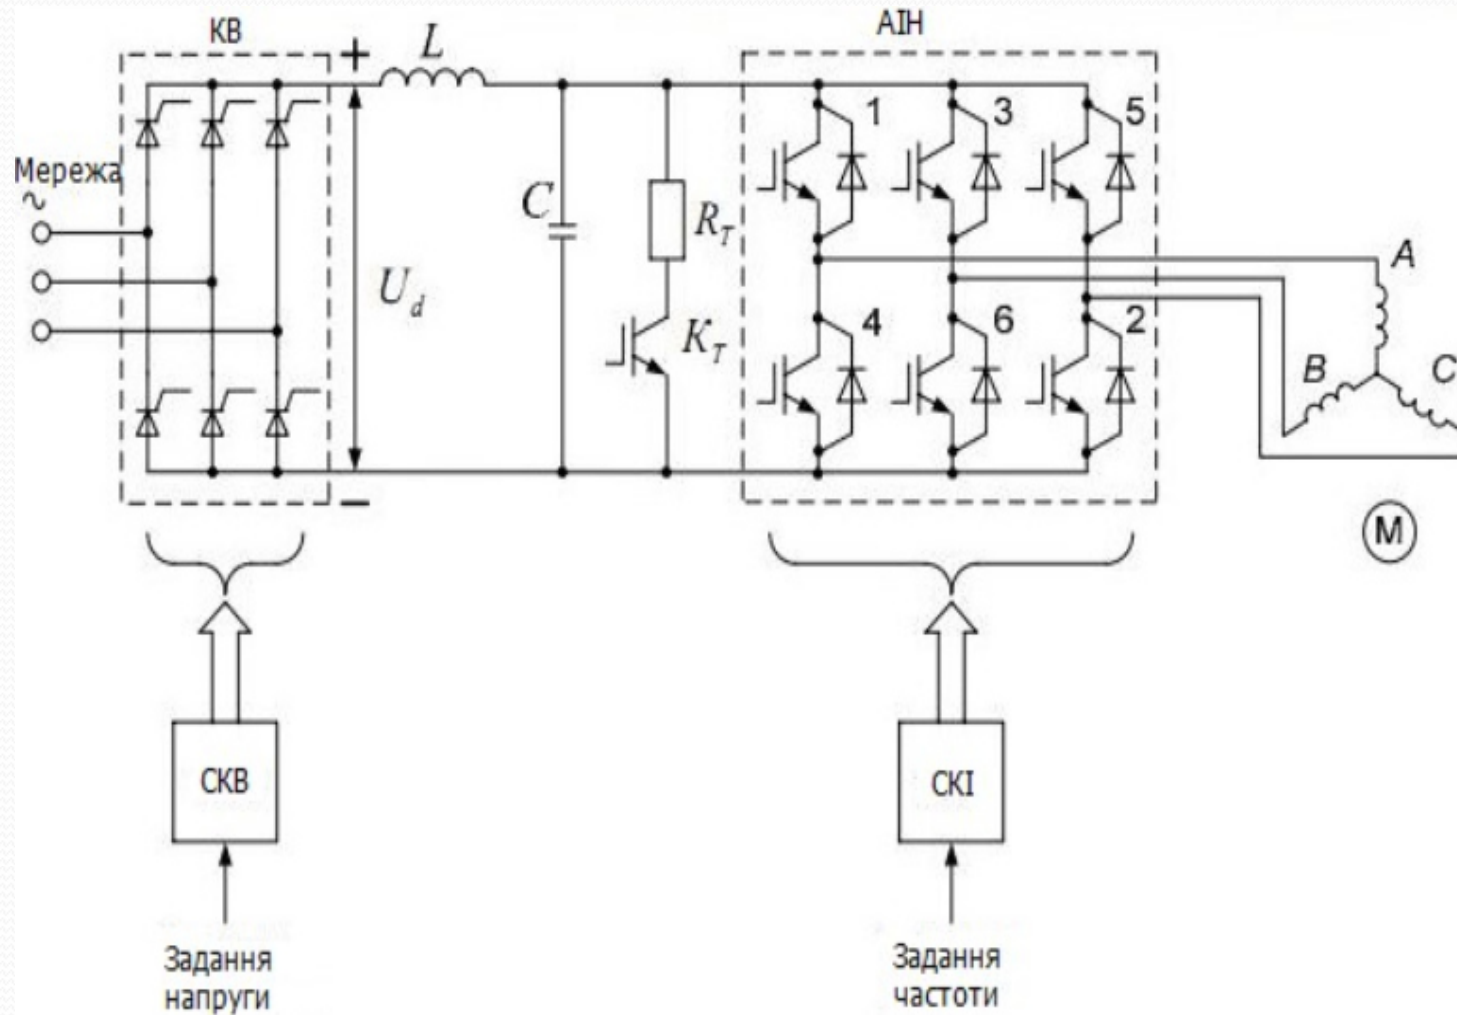 КВ
АІН
+
L
1
3
5
Мережа
~
C
R_T
U_d
K_T
A
4
6
2
B
C
−
M
СКВ
СКІ
Задання
напруги
Задання
частоти